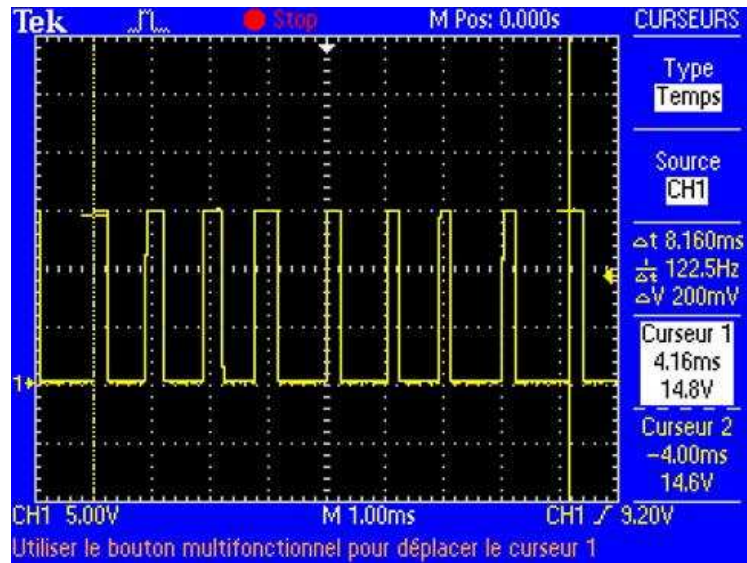 Tek Stop M Pos: 0.000s CURSEURS
Type
Temps
Source
CH1
△t 8.160ms
1/△t 122.5Hz
△V 200mV
Curseur 1
4.16ms
14.8V
Curseur 2
-4.00ms
14.6V
1
CH1 5.00V M 1.00ms CH1 9.20V
Utiliser le bouton multifonctionnel pour déplacer le curseur 1